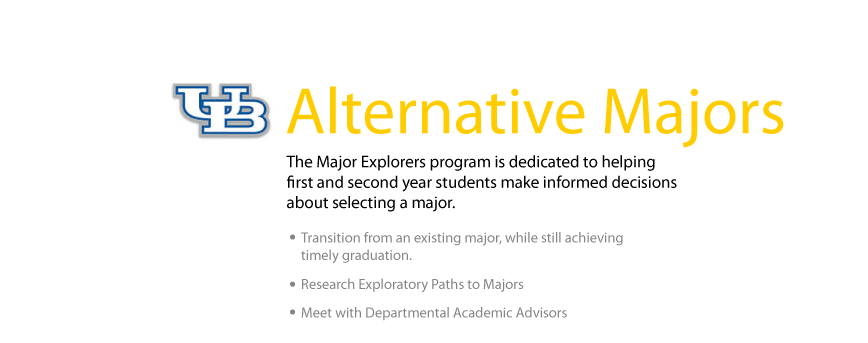 UB
Alternative Majors
The Major Explorers program is dedicated to helping
first and second year students make informed decisions
about selecting a major.
• Transition from an existing major, while still achieving
timely graduation.
• Research Exploratory Paths to Majors
• Meet with Departmental Academic Advisors